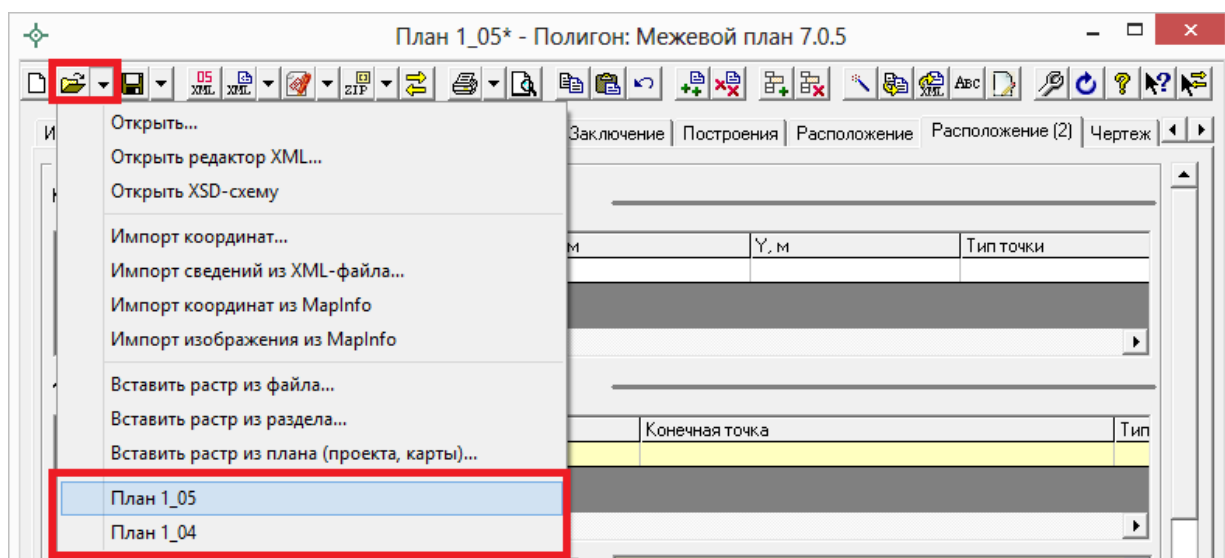 План 1_05* - Полигон: Межевой план 7.0.5
05 XML XML ZIP XML ABC
Заключение Построения Расположение Расположение (2) Чертеж
Открыть...
Открыть редактор XML...
Открыть XSD-схему
Импорт координат...
м Y, м Тип точки
Импорт сведений из XML-файла...
Импорт координат из MapInfo
Импорт изображения из MapInfo
Вставить растр из файла...
Вставить растр из раздела...
Конечная точка Тип
Вставить растр из плана (проекта, карты)...
План 1_05
План 1_04